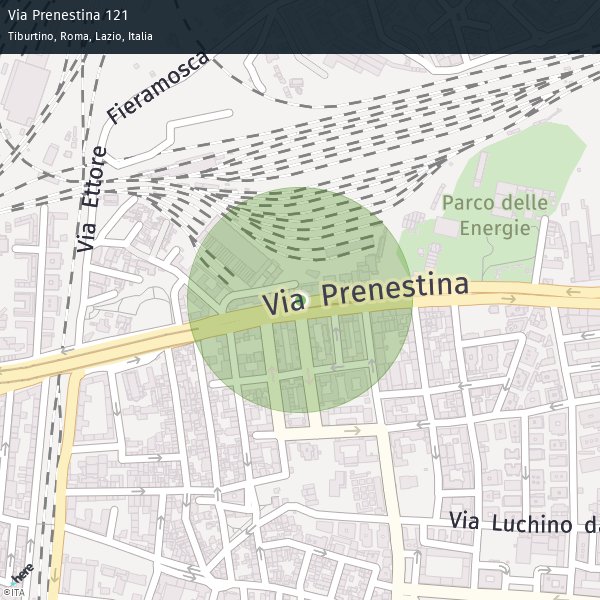 Via Prenestina 121
Tiburtino, Roma, Lazio, Italia
Fieramosca
Via Ettore
Parco delle
Energie
Via Prenestina
Via Luchino da
here
©ITA